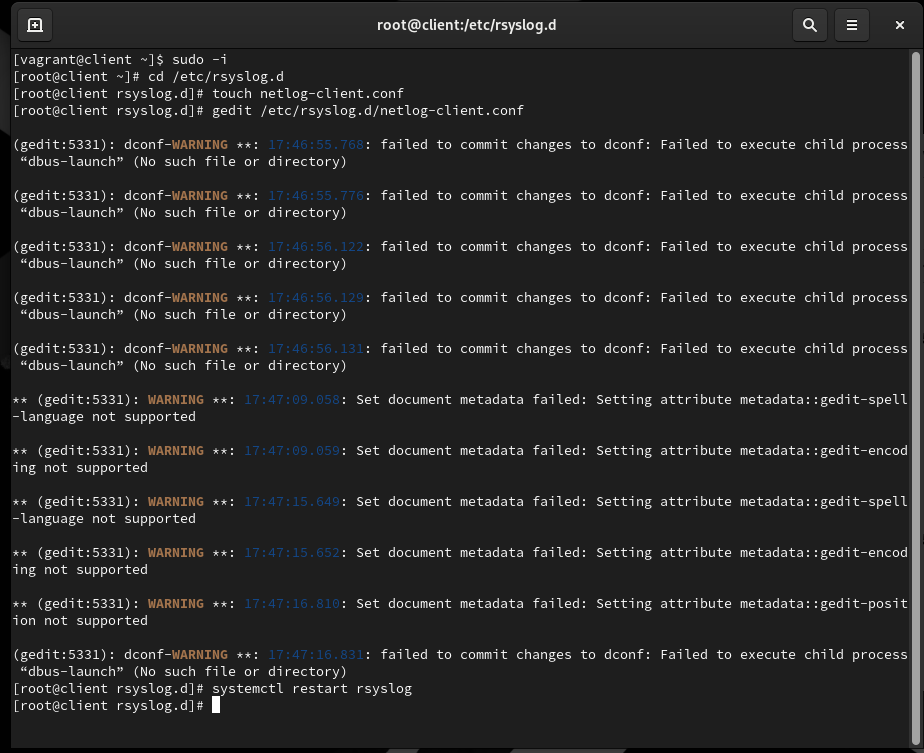 root@client:/etc/rsyslog.d
[vagrant@client ~]$ sudo -i
[root@client ~]# cd /etc/rsyslog.d
[root@client rsyslog.d]# touch netlog-client.conf
[root@client rsyslog.d]# gedit /etc/rsyslog.d/netlog-client.conf
(gedit:5331): dconf-WARNING **: 17:46:55.768: failed to commit changes to dconf: Failed to execute child process
“dbus-launch” (No such file or directory)
(gedit:5331): dconf-WARNING **: 17:46:55.776: failed to commit changes to dconf: Failed to execute child process
“dbus-launch” (No such file or directory)
(gedit:5331): dconf-WARNING **: 17:46:56.122: failed to commit changes to dconf: Failed to execute child process
“dbus-launch” (No such file or directory)
(gedit:5331): dconf-WARNING **: 17:46:56.129: failed to commit changes to dconf: Failed to execute child process
“dbus-launch” (No such file or directory)
(gedit:5331): dconf-WARNING **: 17:46:56.131: failed to commit changes to dconf: Failed to execute child process
“dbus-launch” (No such file or directory)
** (gedit:5331): WARNING **: 17:47:09.058: Set document metadata failed: Setting attribute metadata::gedit-spell
-language not supported
** (gedit:5331): WARNING **: 17:47:09.059: Set document metadata failed: Setting attribute metadata::gedit-encod
ing not supported
** (gedit:5331): WARNING **: 17:47:15.649: Set document metadata failed: Setting attribute metadata::gedit-spell
-language not supported
** (gedit:5331): WARNING **: 17:47:15.652: Set document metadata failed: Setting attribute metadata::gedit-encod
ing not supported
** (gedit:5331): WARNING **: 17:47:16.810: Set document metadata failed: Setting attribute metadata::gedit-posit
ion not supported
(gedit:5331): dconf-WARNING **: 17:47:16.831: failed to commit changes to dconf: Failed to execute child process
“dbus-launch” (No such file or directory)
[root@client rsyslog.d]# systemctl restart rsyslog
[root@client rsyslog.d]#